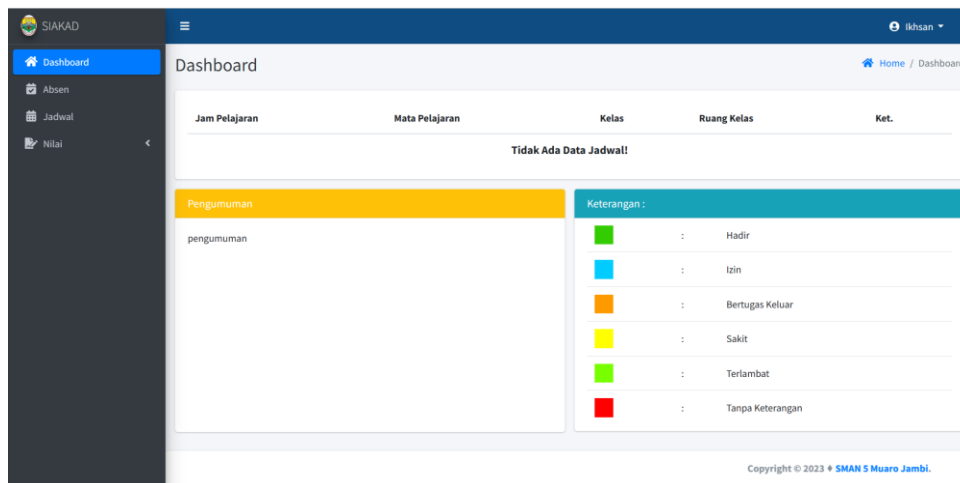 SIAKAD
Ikhsan
Dashboard
Absen
Jadwal
Nilai
Dashboard
Home / Dashboard
Jam Pelajaran Mata Pelajaran Kelas Ruang Kelas Ket.
Tidak Ada Data Jadwal!
Pengumuman
pengumuman
Keterangan :
: Hadir
: Izin
: Bertugas Keluar
: Sakit
: Terlambat
: Tanpa Keterangan
Copyright © 2023 ♦ SMAN 5 Muaro Jambi.